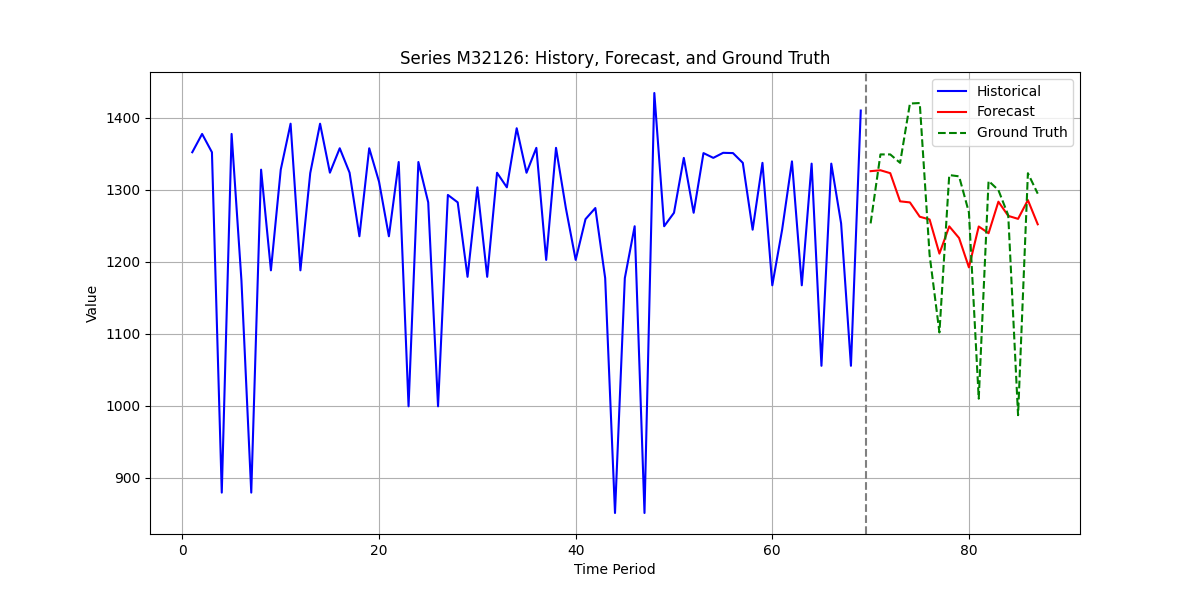 Series M32126: History, Forecast, and Ground Truth
Historical
Forecast
Ground Truth
1400
1300
1200
1100
1000
900
Value
0
20
40
60
80
Time Period